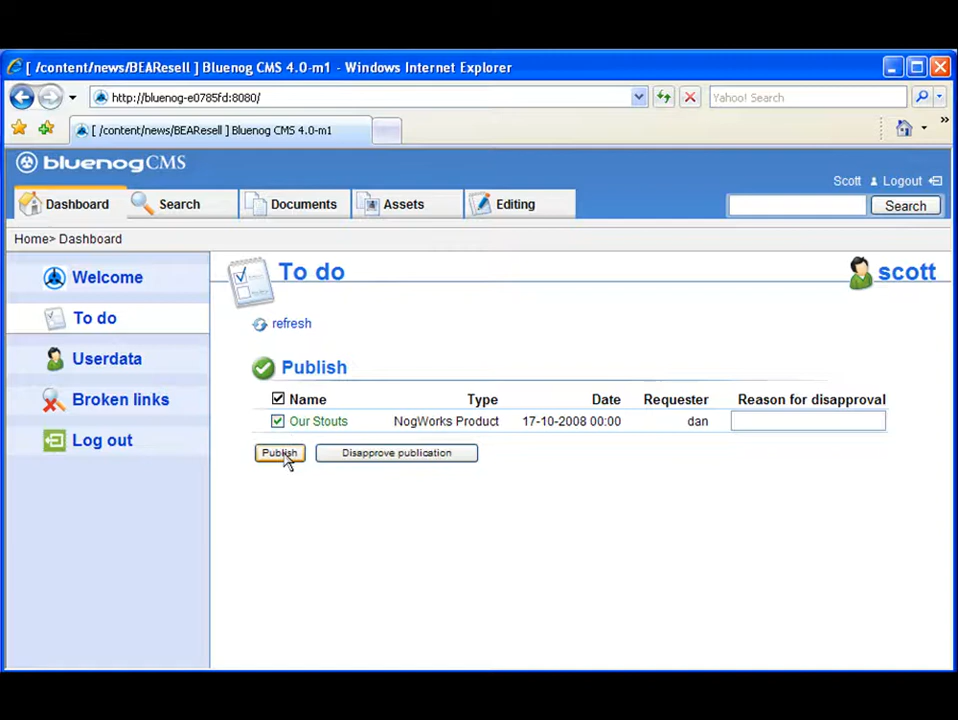 [ /content/news/BEAResell ] Bluenog CMS 4.0-m1 - Windows Internet Explorer
http://bluenog-e0785fd:8080/
Yahoo! Search
[ /content/news/BEAResell ] Bluenog CMS 4.0-m1
bluenogCMS
Scott Logout
Dashboard Search Documents Assets Editing Search
Home> Dashboard
Welcome
To do
Userdata
Broken links
Log out
To do scott
refresh
Publish
Name Type Date Requester Reason for disapproval
Our Stouts NogWorks Product 17-10-2008 00:00 dan
Publish Disapprove publication